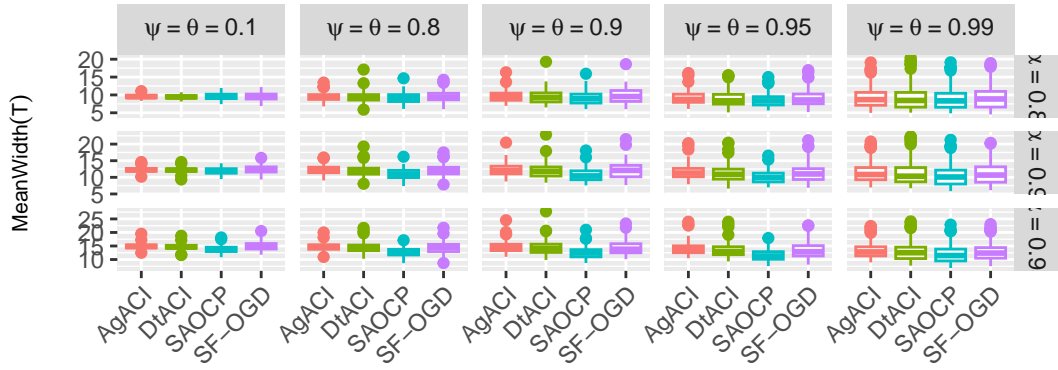 ψ = θ = 0.1 ψ = θ = 0.8 ψ = θ = 0.9 ψ = θ = 0.95 ψ = θ = 0.99
MeanWidth(T)
20
15
10
5
α = 0.8
20
15
10
5
α = 0.9
25
20
15
10
= 0.9
AgACI DtACI SAOCP SF−OGD AgACI DtACI SAOCP SF−OGD AgACI DtACI SAOCP SF−OGD AgACI DtACI SAOCP SF−OGD AgACI DtACI SAOCP SF−OGD